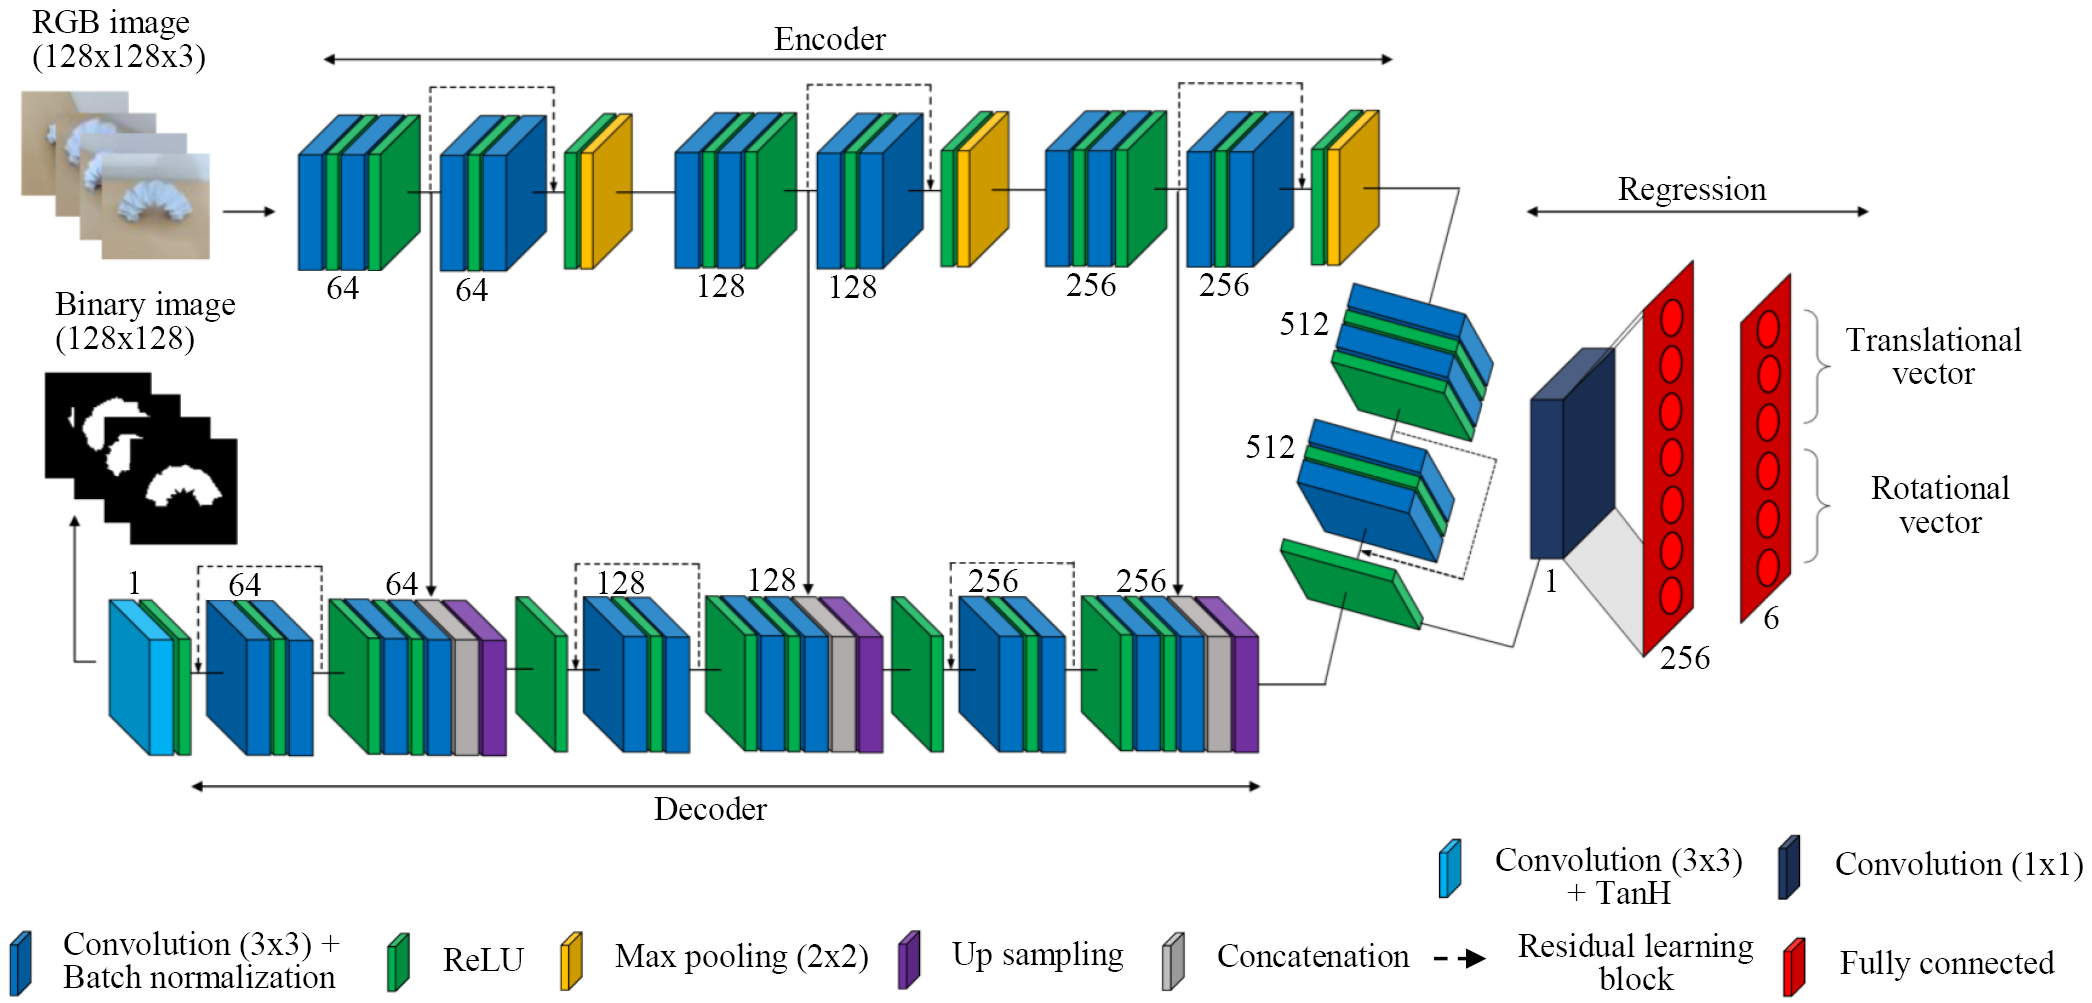 RGB image
(128x128x3)
Encoder
64
64
128
128
256
256
Regression
Binary image
(128x128)
512
512
Translational
vector
Rotational
vector
1
256
6
1
64
64
128
128
256
256
Decoder
Convolution (3x3)
+ TanH
Convolution (1x1)
Convolution (3x3) +
Batch normalization
ReLU
Max pooling (2x2)
Up sampling
Concatenation
Residual learning
block
Fully connected